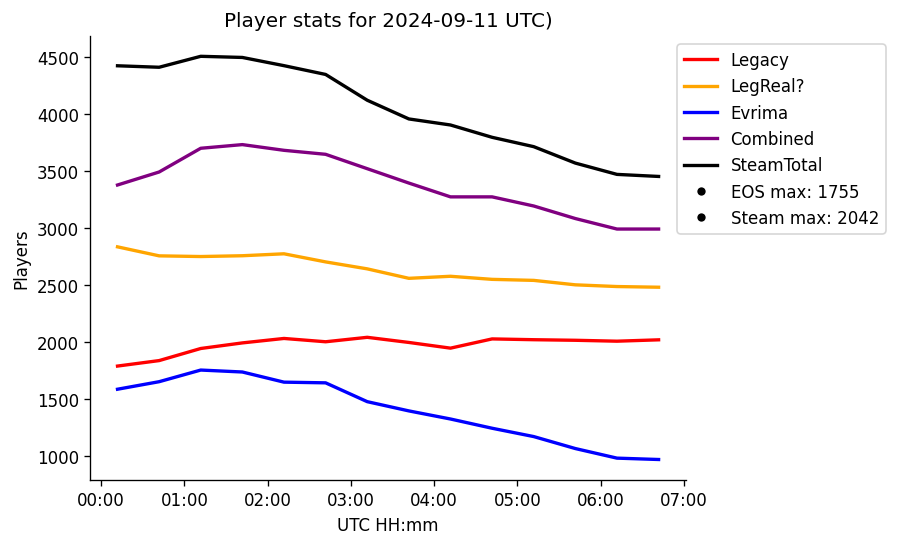 Player stats for 2024-09-11 UTC)
Players
4500
4000
3500
3000
2500
2000
1500
1000
00:00 01:00 02:00 03:00 04:00 05:00 06:00 07:00
UTC HH:mm
Legacy
LegReal?
Evrima
Combined
SteamTotal
EOS max: 1755
Steam max: 2042